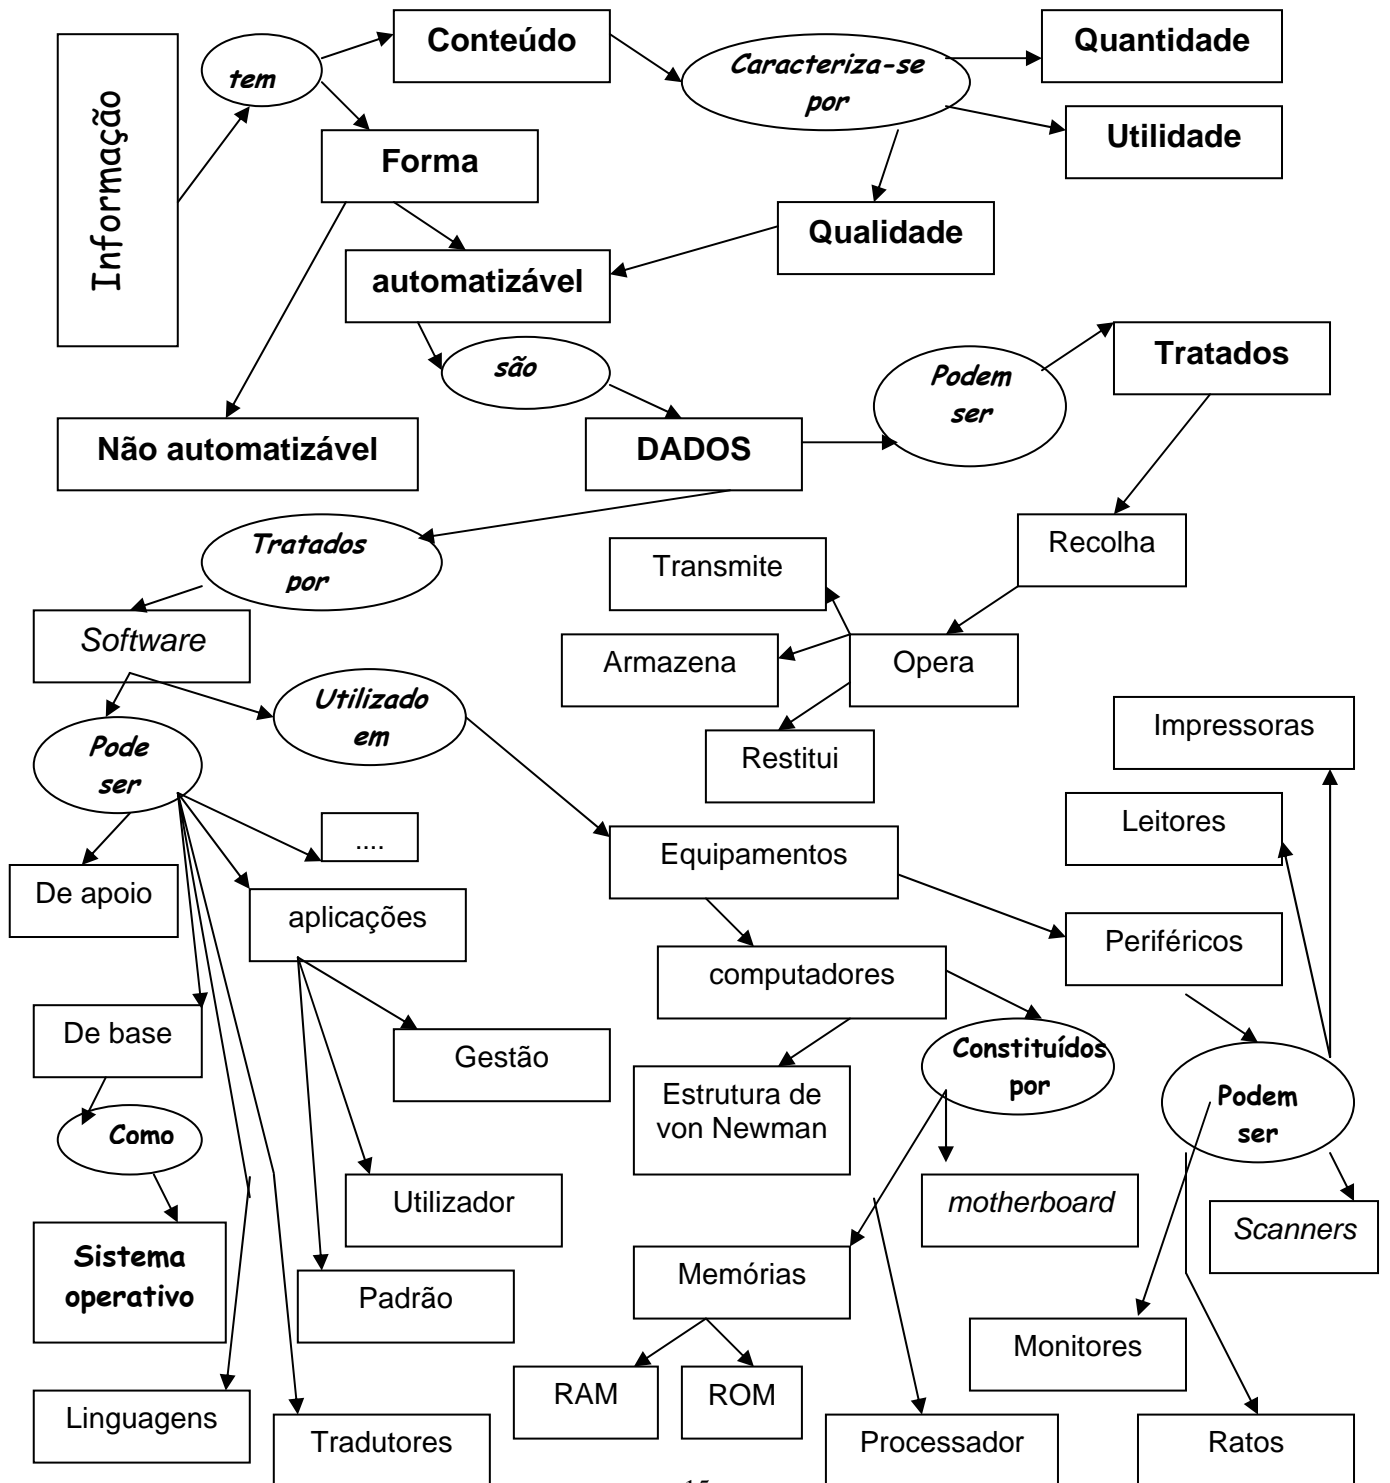 Informação
tem
Conteúdo
Caracteriza-se
por
Quantidade
Utilidade
Forma
Qualidade
automatizável
são
Podem
ser
Tratados
Não automatizável
DADOS
Tratados
por
Recolha
Transmite
Software
Armazena
Opera
Utilizado
em
Pode
ser
Restitui
Impressoras
....
Equipamentos
Leitores
De apoio
aplicações
Periféricos
computadores
De base
Gestão
Constituídos
por
Estrutura de
von Newman
Podem
ser
Como
Utilizador
motherboard
Scanners
Sistema
operativo
Memórias
Padrão
Monitores
RAM
ROM
Linguagens
Tradutores
Processador
Ratos